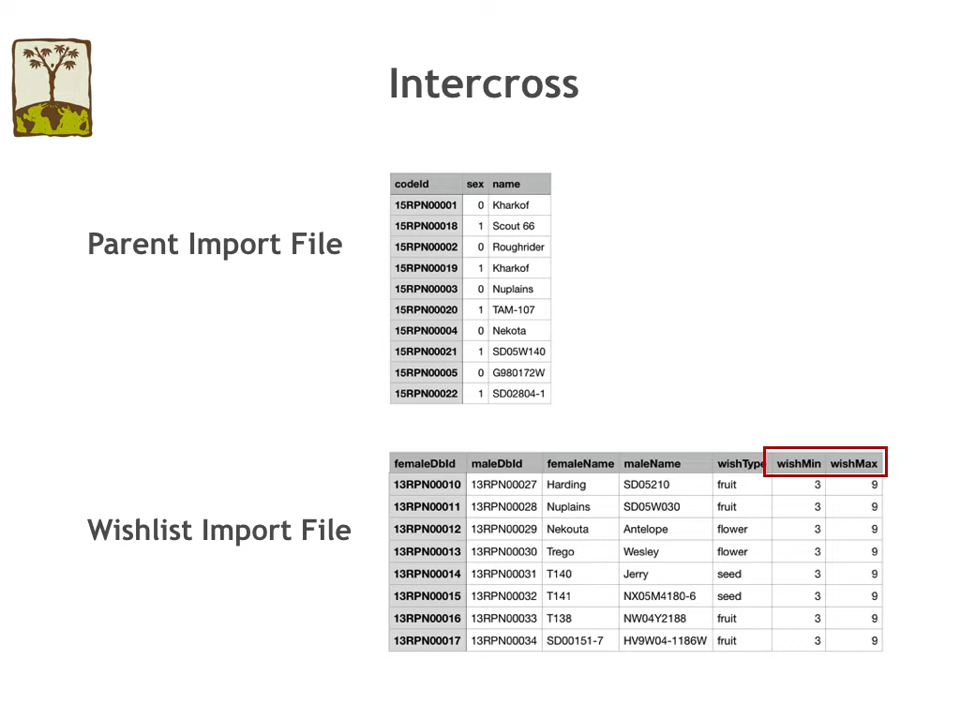 Intercross
Parent Import File
codeId sex name
15RPN00001 0 Kharkof
15RPN00018 1 Scout 66
15RPN00002 0 Roughrider
15RPN00019 1 Kharkof
15RPN00003 0 Nuplains
15RPN00020 1 TAM-107
15RPN00004 0 Nekota
15RPN00021 1 SD05W140
15RPN00005 0 G980172W
15RPN00022 1 SD02804-1
Wishlist Import File
femaleDbId maleDbId femaleName maleName wishType wishMin wishMax
13RPN00010 13RPN00027 Harding SD05210 fruit 3 9
13RPN00011 13RPN00028 Nuplains SD05W030 fruit 3 9
13RPN00012 13RPN00029 Nekouta Antelope flower 3 9
13RPN00013 13RPN00030 Trego Wesley flower 3 9
13RPN00014 13RPN00031 T140 Jerry seed 3 9
13RPN00015 13RPN00032 T141 NX05M4180-6 seed 3 9
13RPN00016 13RPN00033 T138 NW04Y2188 fruit 3 9
13RPN00017 13RPN00034 SD00151-7 HV9W04-1186W fruit 3 9